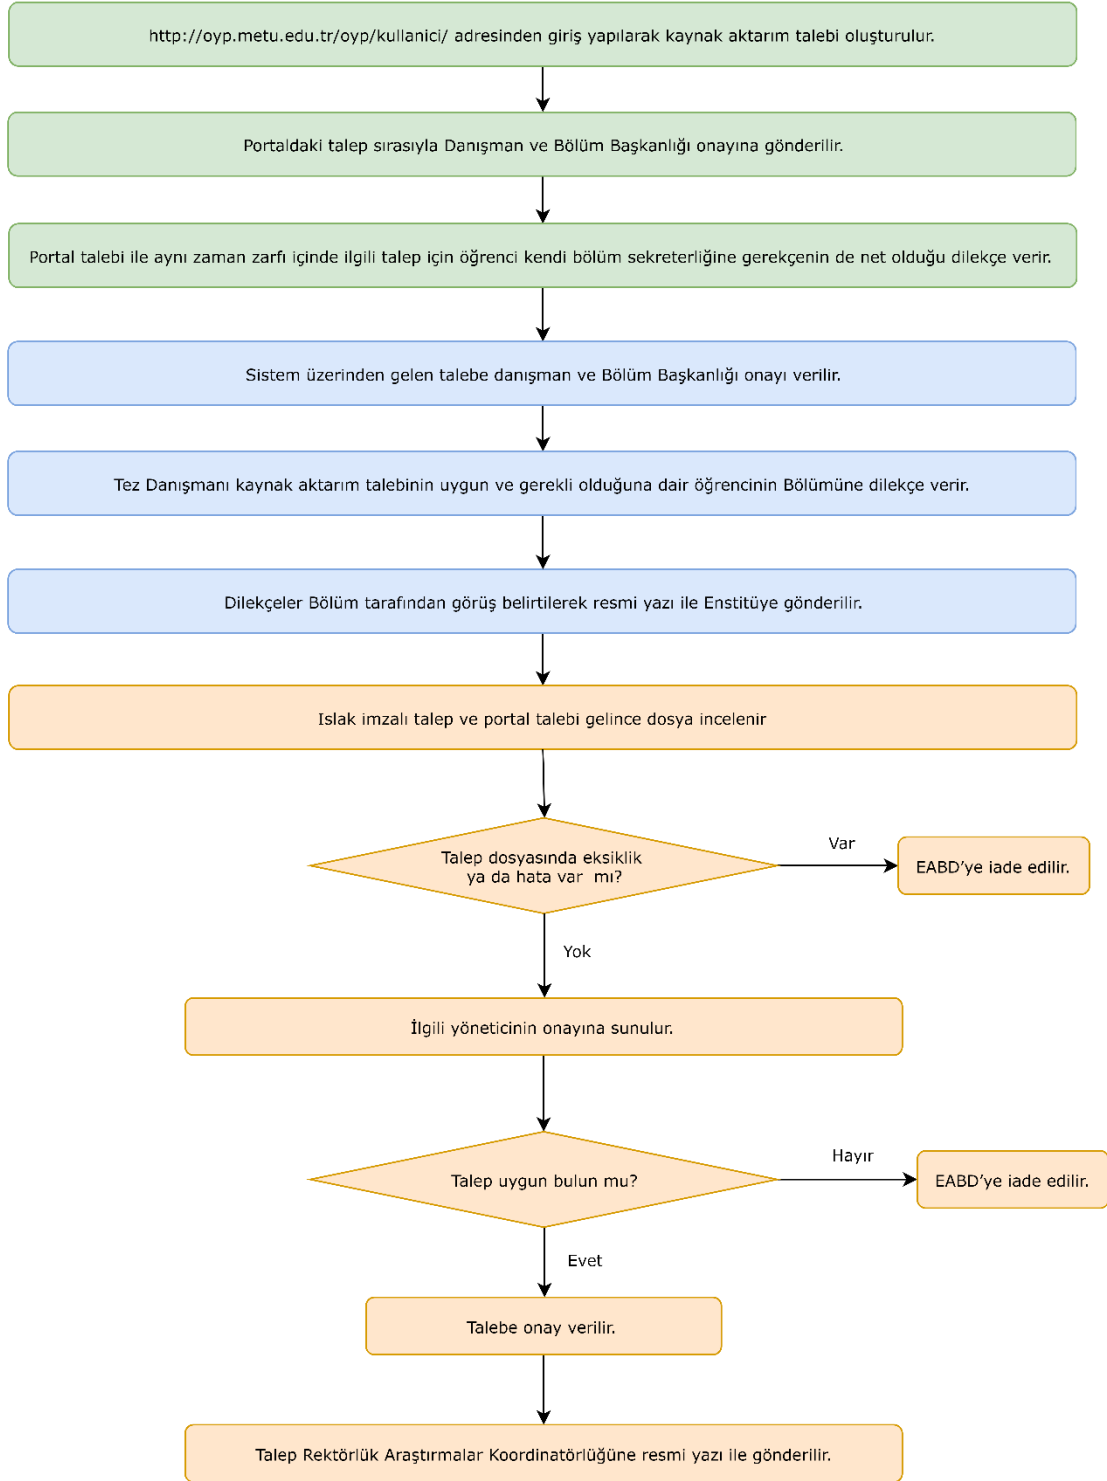 http://oyp.metu.edu.tr/oyp/kullanici/ adresinden giriş yapılarak kaynak aktarım talebi oluşturulur.
Portaldaki talep sırasıyla Danışman ve Bölüm Başkanlığı onayına gönderilir.
Portal talebi ile aynı zaman zarfı içinde ilgili talep için öğrenci kendi bölüm sekreterliğine gerekçenin de net olduğu dilekçe verir.
Sistem üzerinden gelen talebe danışman ve Bölüm Başkanlığı onayı verilir.
Tez Danışmanı kaynak aktarım talebinin uygun ve gerekli olduğuna dair öğrencinin Bölümüne dilekçe verir.
Dilekçeler Bölüm tarafından görüş belirtilerek resmi yazı ile Enstitüye gönderilir.
Islak imzalı talep ve portal talebi gelince dosya incelenir
Talep dosyasında eksiklik
ya da hata var  mı?
Var
EABD'ye iade edilir.
Yok
İlgili yöneticinin onayına sunulur.
Talep uygun bulun mu?
Hayır
EABD'ye iade edilir.
Evet
Talebe onay verilir.
Talep Rektörlük Araştırmalar Koordinatörlüğüne resmi yazı ile gönderilir.